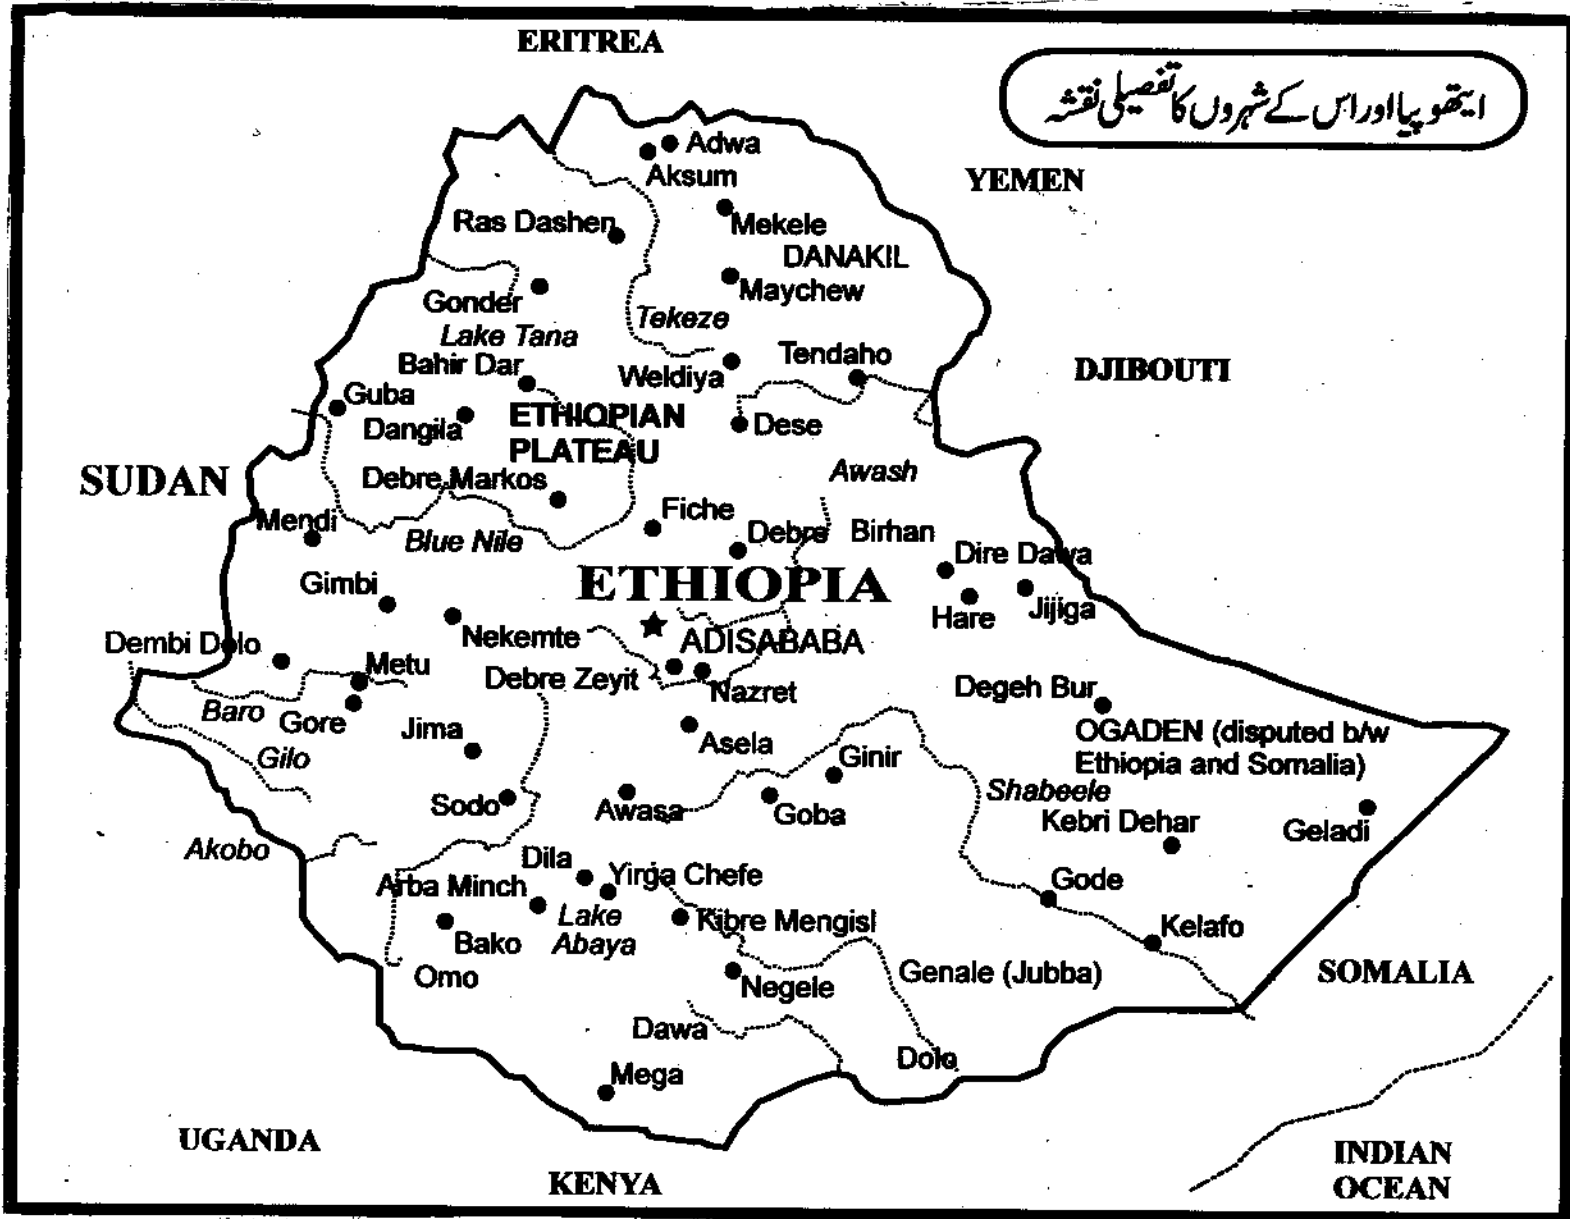 ERITREA
ایتھوپیا اور اس کے شہروں کا تفصیلی نقشہ
Adwa
Aksum
YEMEN
Ras Dashen
Mekele
DANAKIL
Maychew
Gonder
Tekeze
Lake Tana
Bahir Dar
Weldiya
Tendaho
DJIBOUTI
Guba
Dangila
ETHIOPIAN
PLATEAU
Dese
SUDAN
Debre Markos
Awash
Mendi
Blue Nile
Fiche
Debre Birhan
Dire Dawa
Gimbi
ETHIOPIA
Hare
Jijiga
Nekemte
ADISABABA
Dembi Dolo
Metu
Debre Zeyit
Nazret
Degeh Bur
Baro
Gore
Jima
Asela
OGADEN (disputed b/w
Ethiopia and Somalia)
Gilo
Ginir
Shabeele
Sodo
Awasa
Goba
Kebri Dehar
Geladi
Akobo
Dila
Yirga Chefe
Gode
Arba Minch
Lake
Abaya
Kibre Mengisl
Kelafo
Bako
Omo
Negele
Genale (Jubba)
SOMALIA
Dawa
Dolo
Mega
UGANDA
KENYA
INDIAN
OCEAN